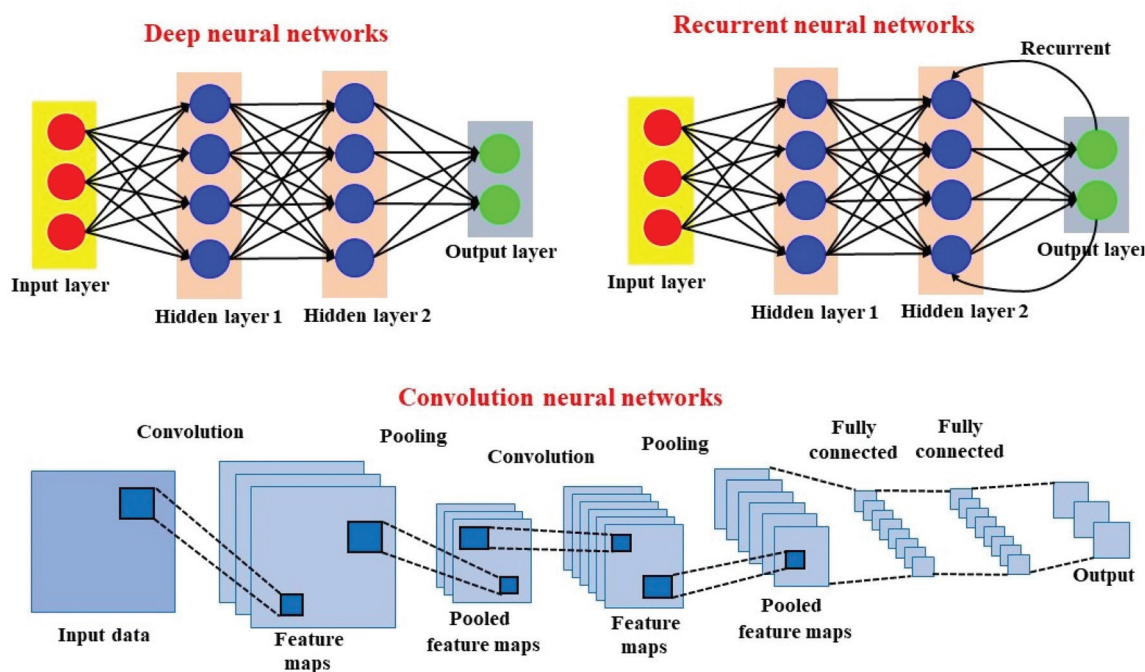 Deep neural networks
Input layer
Hidden layer 1
Hidden layer 2
Output layer
Recurrent neural networks
Recurrent
Input layer
Hidden layer 1
Hidden layer 2
Output layer
Convolution neural networks
Convolution
Pooling
Convolution
Pooling
Fully
connected
Fully
connected
Input data
Feature
maps
Pooled
feature maps
Feature
maps
Pooled
feature maps
Output